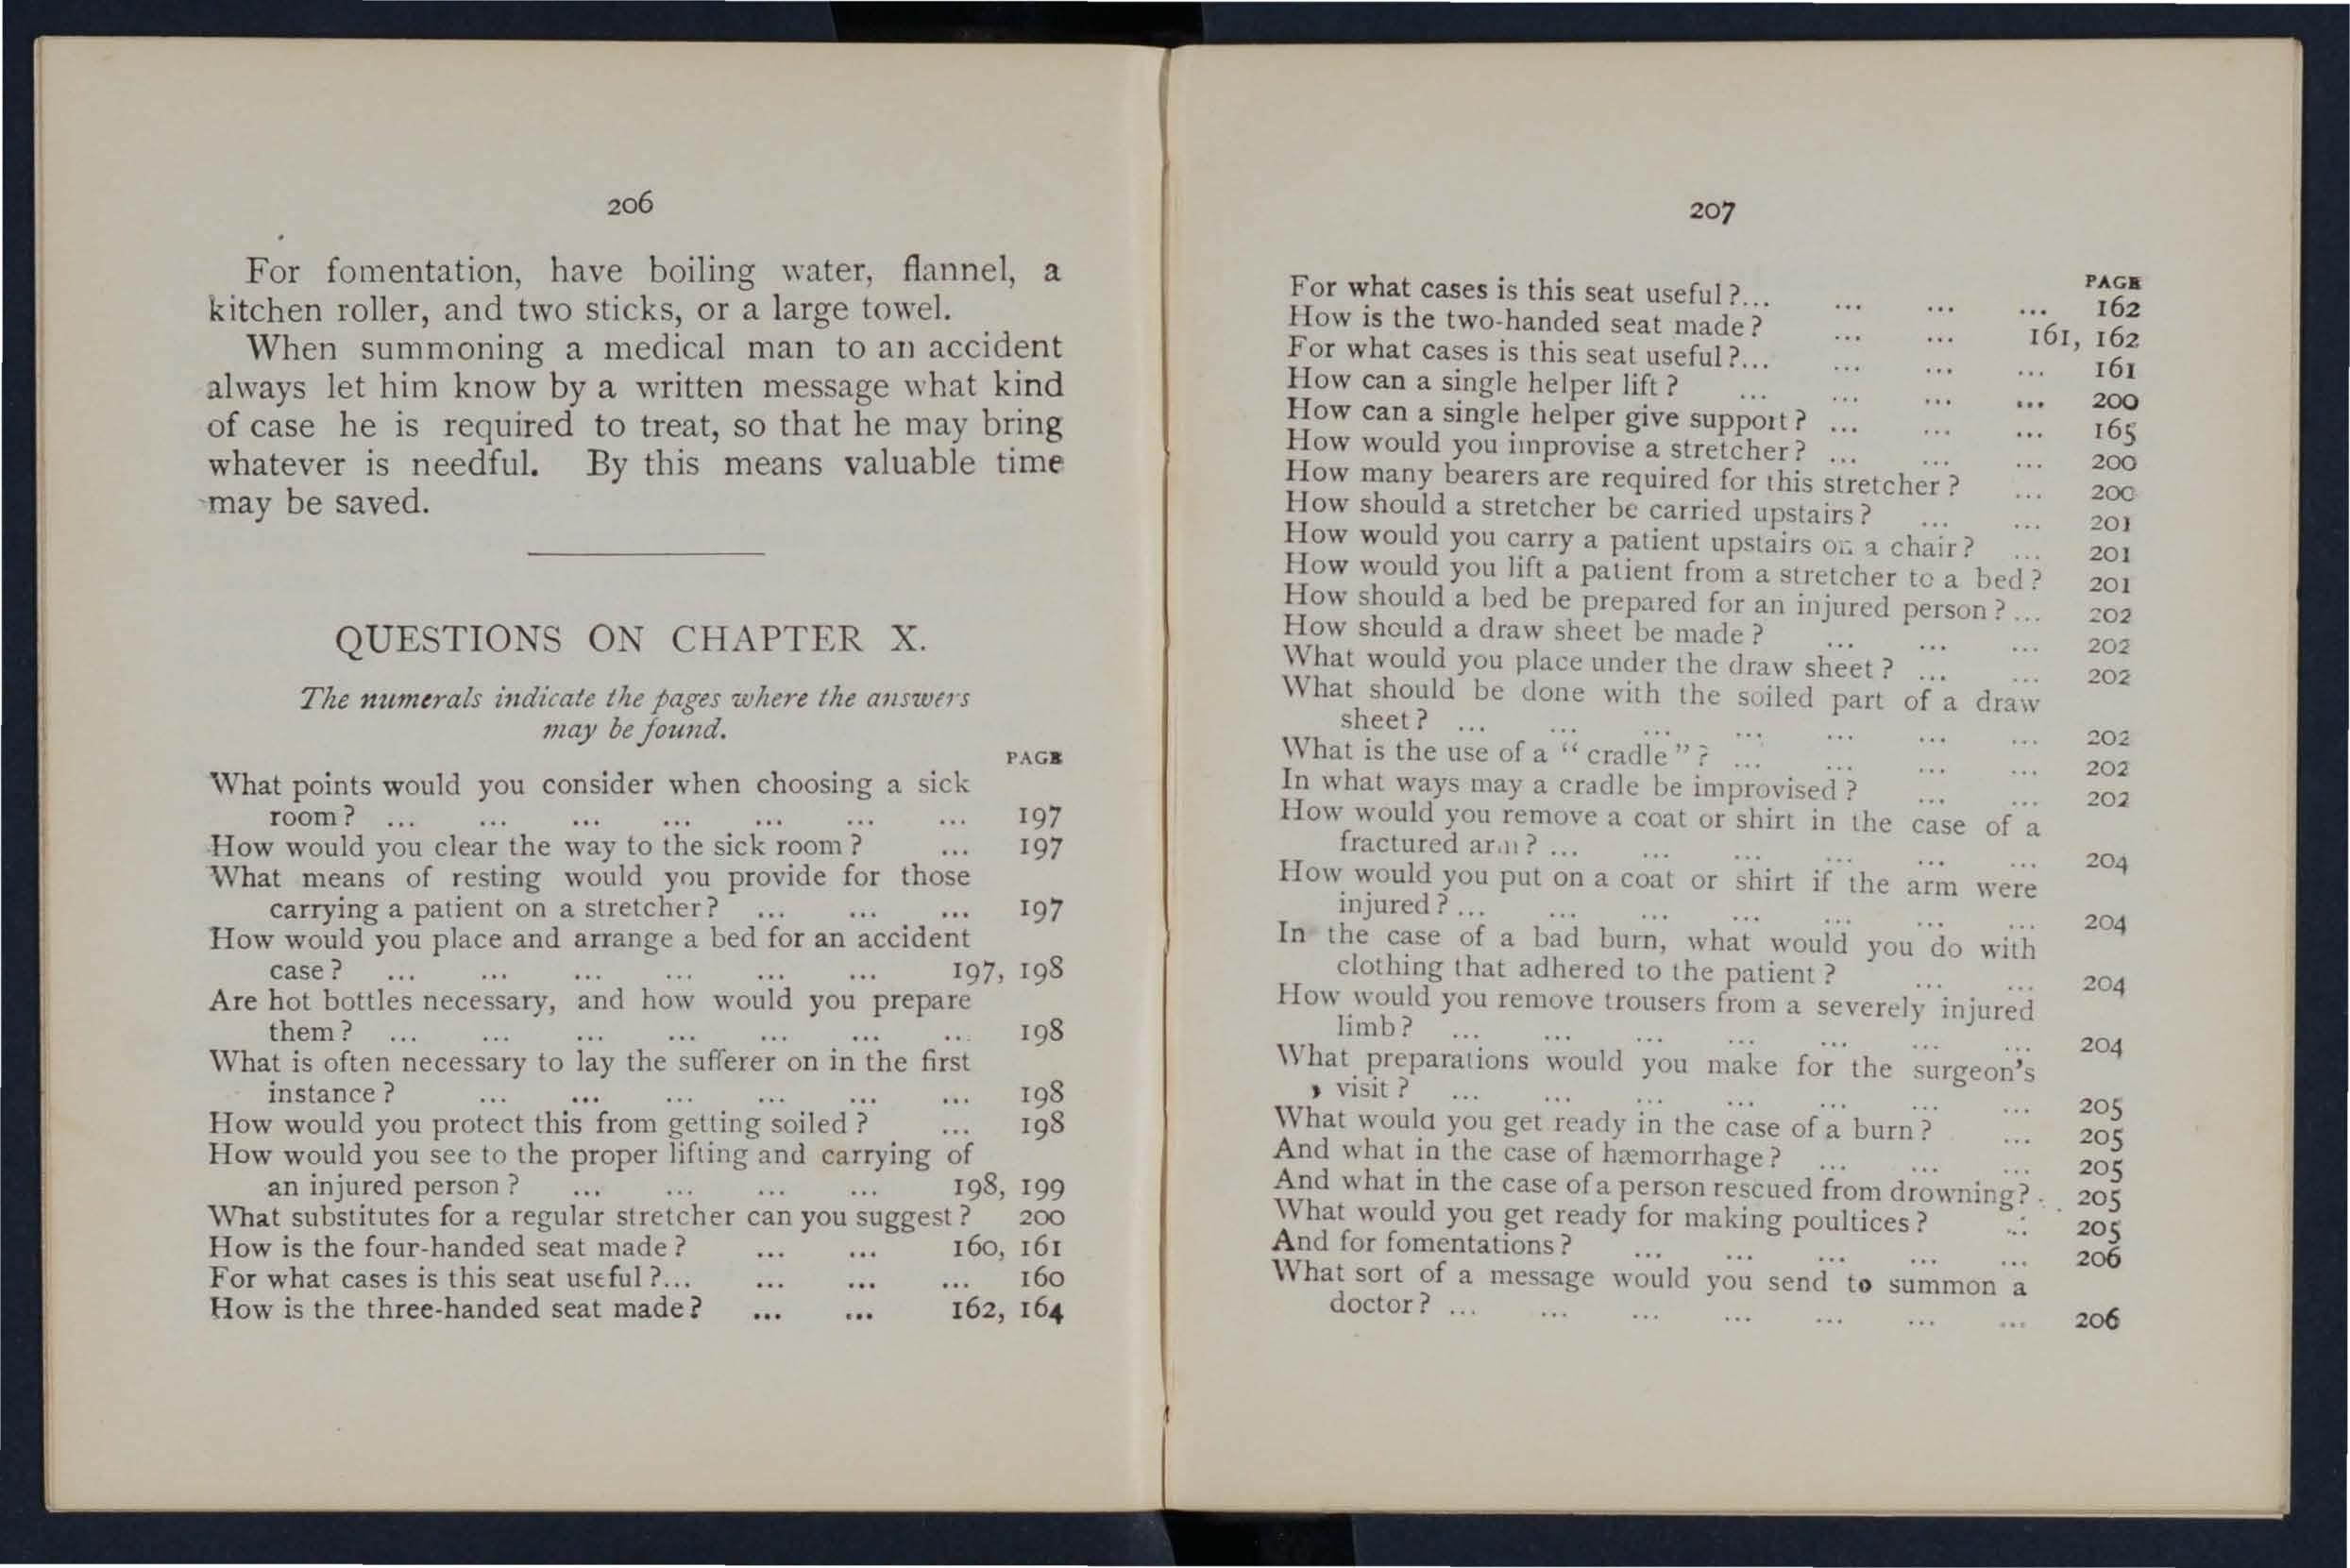 206
For fomentation, have boiling water, flannel, a
kitchen roller, and two sticks, or a large towel.
When summoning a medical man to an accident
always let him know by a written message what kind
of case he is required to treat, so that he may bring
whatever is needful. By this means valuable time
may be saved.
QUESTIONS ON CHAPTER X.
The numerals indicate the pages where the answers
may be found.
PAGE
What points would you consider when choosing a sick
room? ... ... ... ... ... ... ... 197
How would you clear the way to the sick room? ... 197
What means of resting would you provide for those
carrying a patient on a stretcher? ... ... ... 197
How would you place and arrange a bed for an accident
case? ... ... ... ... ... ... 197, 198
Are hot bottles necessary, and how would you prepare
them? ... ... ... ... ... ... ... 198
What is often necessary to lay the sufferer on in the first
instance? ... ... ... ... ... ... 198
How would you protect this from getting soiled? ... 198
How would you see to the proper lifting and carrying of
an injured person? ... ... ... ... 198, 199
What substitutes for a regular stretcher can you suggest? 200
How is the four-handed seat made? ... ... 160, 161
For what cases is this seat useful?... ... ... ... 160
How is the three-handed seat made? ... ... 162, 164
207
PAGE
For what cases is this seat useful?... ... ... ... 162
How is the two-handed seat made? ... ... 161, 162
For what cases is this seat useful?... ... ... ... 161
How can a single helper lift? ... ... ... ... 200
How can a single helper give support? ... ... ... 165
How would you improvise a stretcher? ... ... ... 200
How many bearers are required for this stretcher? ... 200
How should a stretcher be carried upstairs? ... ... 201
How would you carry a patient upstairs on a chair? ... 201
How would you lift a patient from a stretcher to a bed? 201
How should a bed be prepared for an injured person?... 202
How should a draw sheet be made? ... ... ... 202
What would you place under the draw sheet? ... ... 202
What should be done with the soiled part of a draw
sheet? ... ... ... ... ... ... ... 202
What is the use of a "cradle"? ... ... ... ... 202
In what ways may a cradle be improvised? ... ... 202
How would you remove a coat or shirt in the case of a
fractured arm? ... ... ... ... ... ... 204
How would you put on a coat or shirt if the arm were
injured?... ... ... ... ... ... ... 204
In the case of a bad burn, what would you do with
clothing that adhered to the patient? ... ... 204
How would you remove trousers from a severely injured
limb? ... ... ... ... ... ... ... 204
What preparations would you make for the surgeon's
visit? ... ... ... ... ... ... ... 205
What would you get ready in the case of a burn? ... 205
And what in the case of hæmorrhage? ... ... ... 205
And what in the case of a person rescued from drowning?.. 205
What would you get ready for making poultices? ... 205
And for fomentations? ... ... ... ... ... 206
What sort of a message would you send to summon a
doctor? ... ... ... ... ... ... ... 206